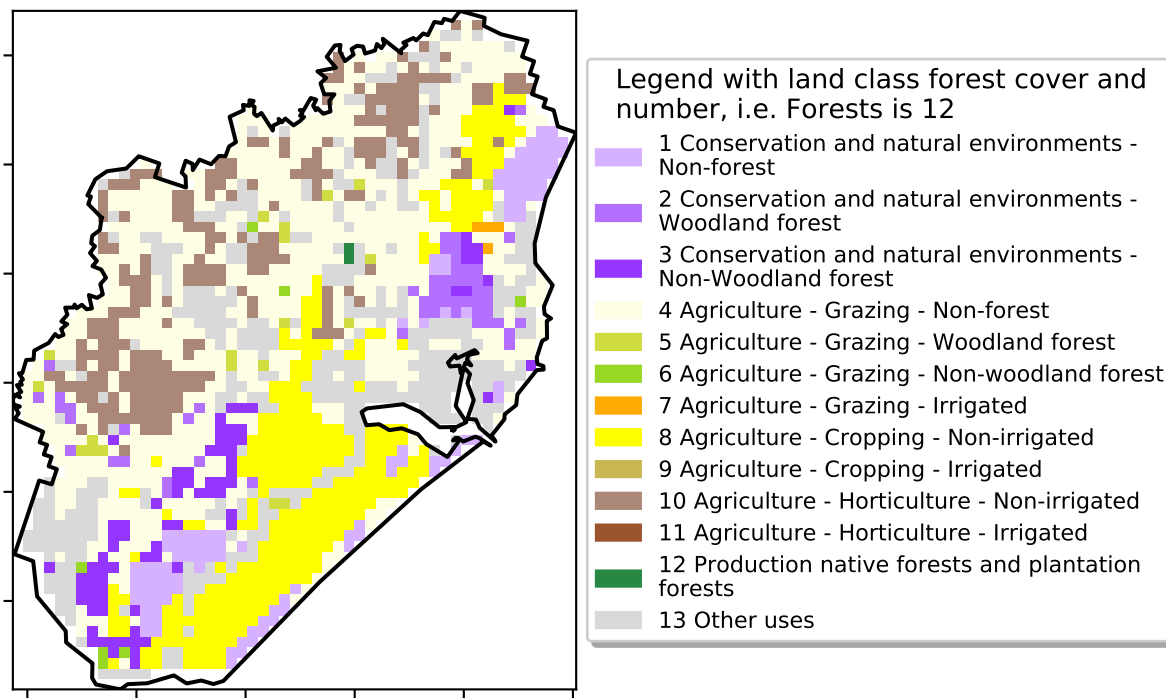 Legend with land class forest cover and
number, i.e. Forests is 12
1 Conservation and natural environments -
Non-forest
2 Conservation and natural environments -
Woodland forest
3 Conservation and natural environments -
Non-Woodland forest
4 Agriculture - Grazing - Non-forest
5 Agriculture - Grazing - Woodland forest
6 Agriculture - Grazing - Non-woodland forest
7 Agriculture - Grazing - Irrigated
8 Agriculture - Cropping - Non-irrigated
9 Agriculture - Cropping - Irrigated
10 Agriculture - Horticulture - Non-irrigated
11 Agriculture - Horticulture - Irrigated
12 Production native forests and plantation
forests
13 Other uses